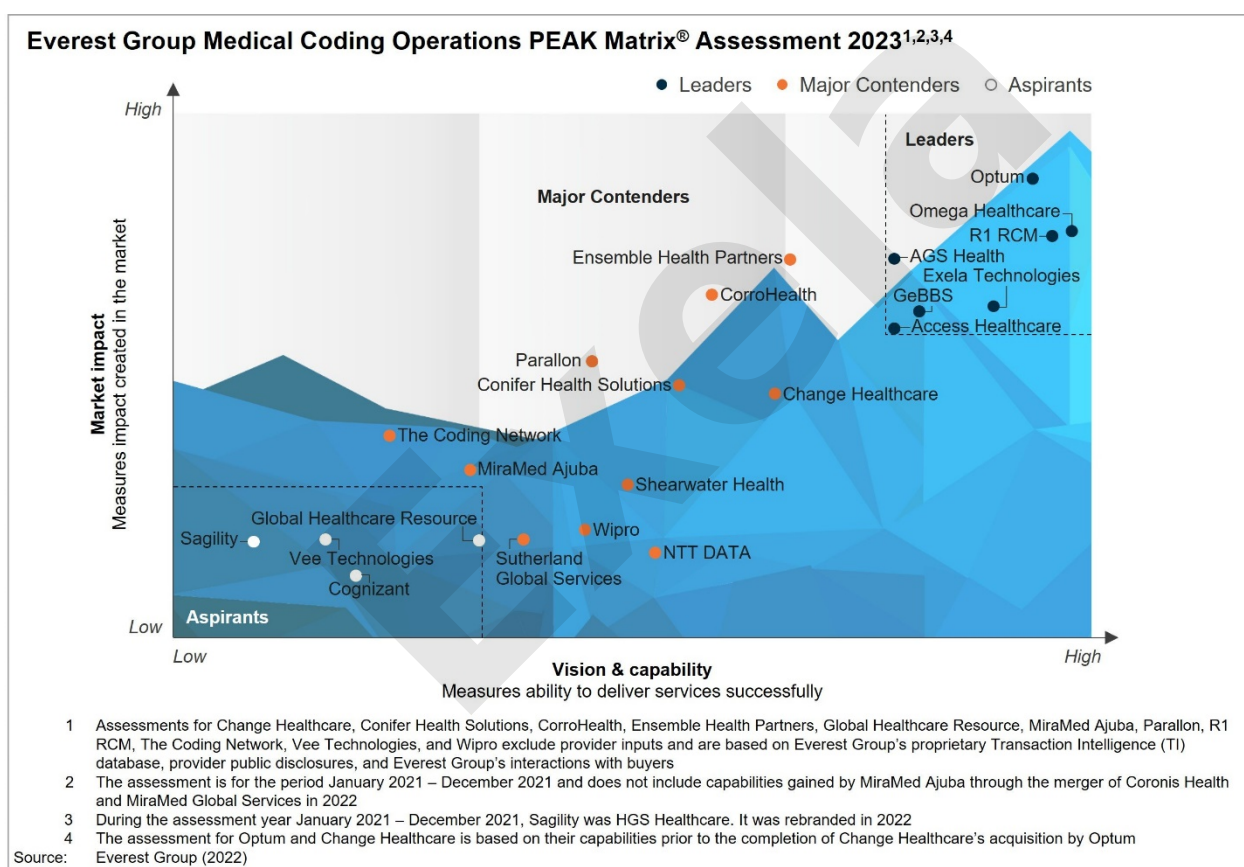 Everest Group Medical Coding Operations PEAK Matrix® Assessment 2023¹,²,³,⁴
Leaders
Major Contenders
Aspirants
High
Leaders
Optum
Major Contenders
Omega Healthcare
R1 RCM
Ensemble Health Partners
AGS Health
Exela Technologies
CorroHealth
GeBBS
Access Healthcare
Parallon
Conifer Health Solutions
Change Healthcare
The Coding Network
MiraMed Ajuba
Shearwater Health
Global Healthcare Resource
Sagility
Vee Technologies
Cognizant
Sutherland
Global Services
Wipro
NTT DATA
Aspirants
Market impact
Measures impact created in the market
Low
Low
High
Vision & capability
Measures ability to deliver services successfully
1 Assessments for Change Healthcare, Conifer Health Solutions, CorroHealth, Ensemble Health Partners, Global Healthcare Resource, MiraMed Ajuba, Parallon, R1
RCM, The Coding Network, Vee Technologies, and Wipro exclude provider inputs and are based on Everest Group's proprietary Transaction Intelligence (TI)
database, provider public disclosures, and Everest Group's interactions with buyers
2 The assessment is for the period January 2021 – December 2021 and does not include capabilities gained by MiraMed Ajuba through the merger of Coronis Health
and MiraMed Global Services in 2022
3 During the assessment year January 2021 – December 2021, Sagility was HGS Healthcare. It was rebranded in 2022
4 The assessment for Optum and Change Healthcare is based on their capabilities prior to the completion of Change Healthcare's acquisition by Optum
Source: Everest Group (2022)
Exela